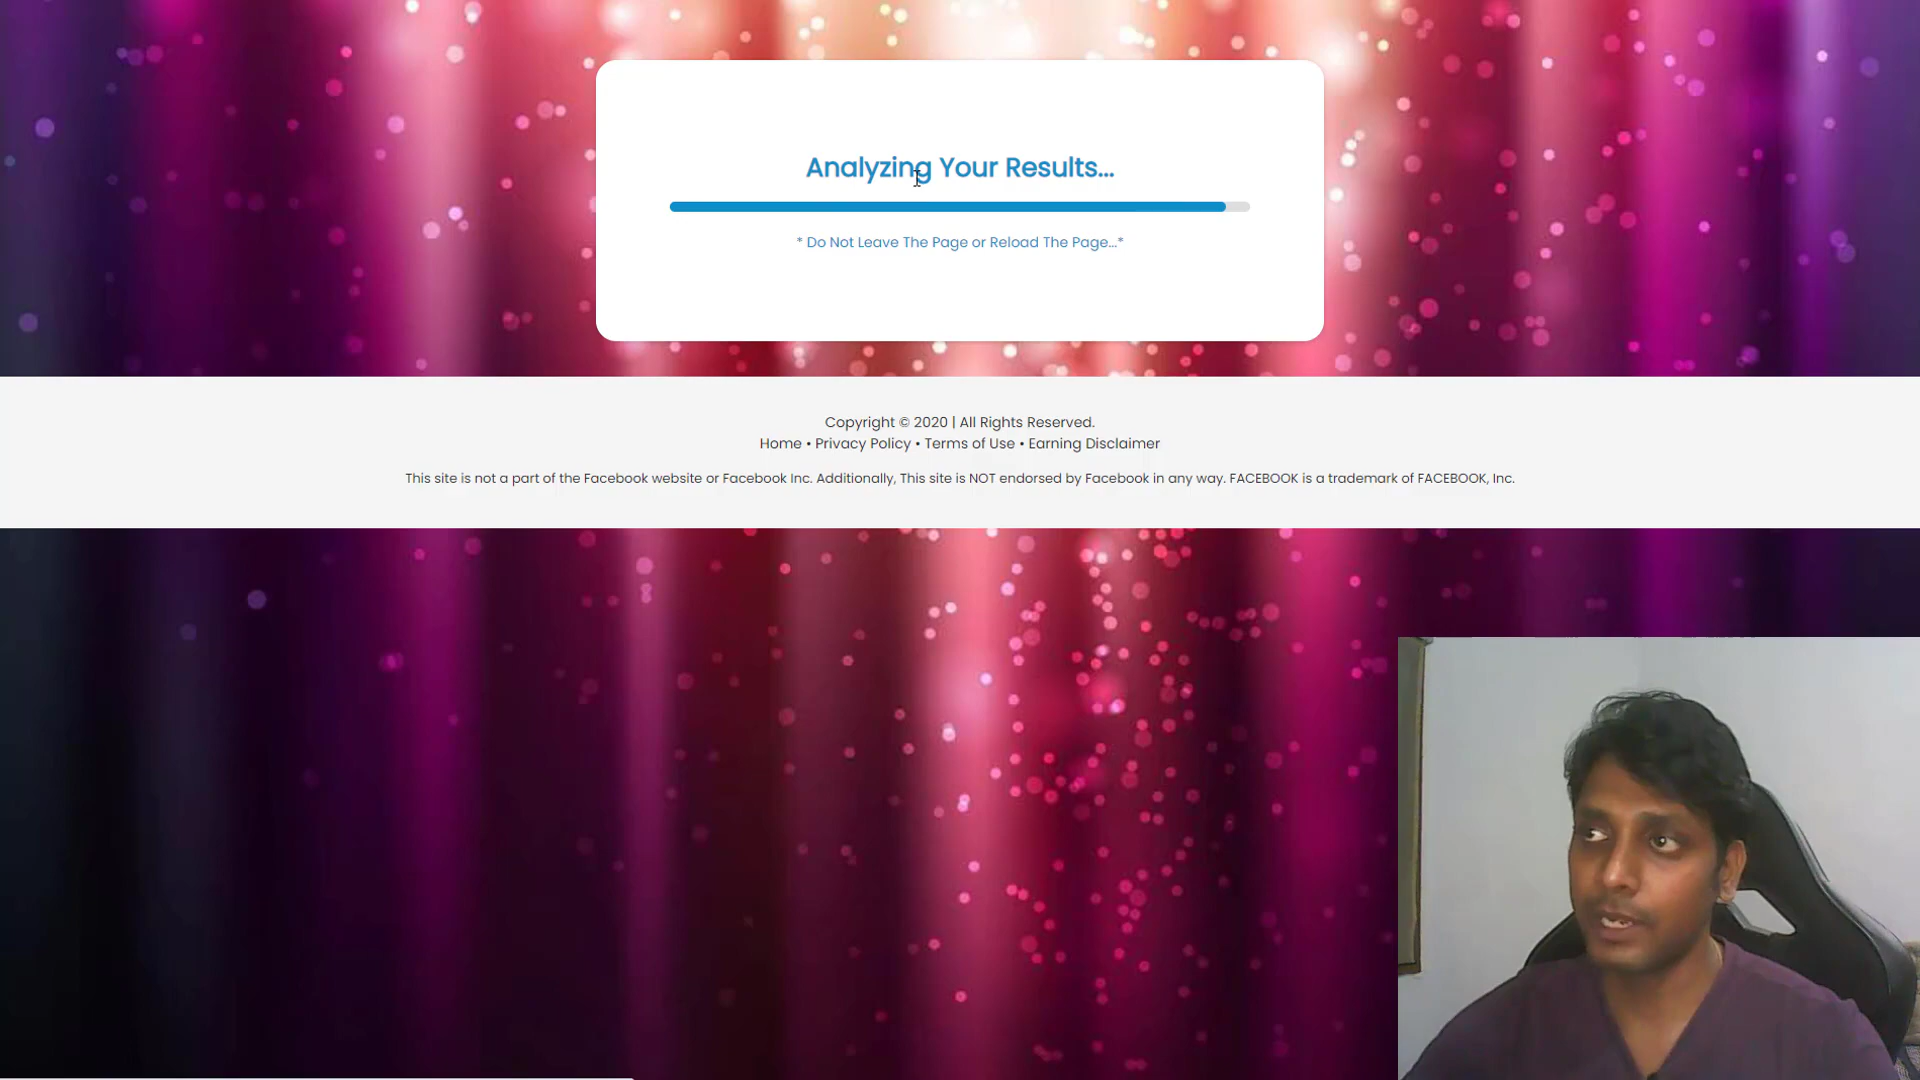 Analyzing Your Results...
* Do Not Leave The Page or Reload The Page...*
Copyright © 2020 | All Rights Reserved.
Home • Privacy Policy • Terms of Use • Earning Disclaimer
This site is not a part of the Facebook website or Facebook Inc. Additionally, This site is NOT endorsed by Facebook in any way. FACEBOOK is a trademark of FACEBOOK, Inc.